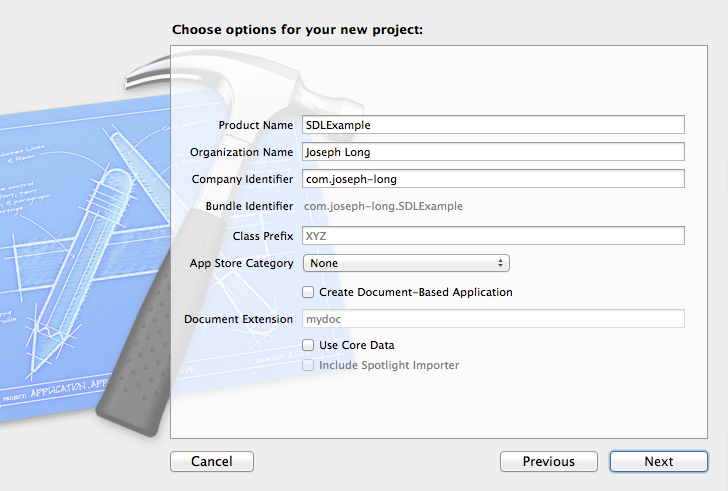 Choose options for your new project:
Product Name SDLExample
Organization Name Joseph Long
Company Identifier com.joseph-long
Bundle Identifier com.joseph-long.SDLExample
Class Prefix XYZ
App Store Category None
Create Document-Based Application
Document Extension mydoc
Use Core Data
Include Spotlight Importer
PROJECT: APPLICATION.APP
Cancel Previous Next